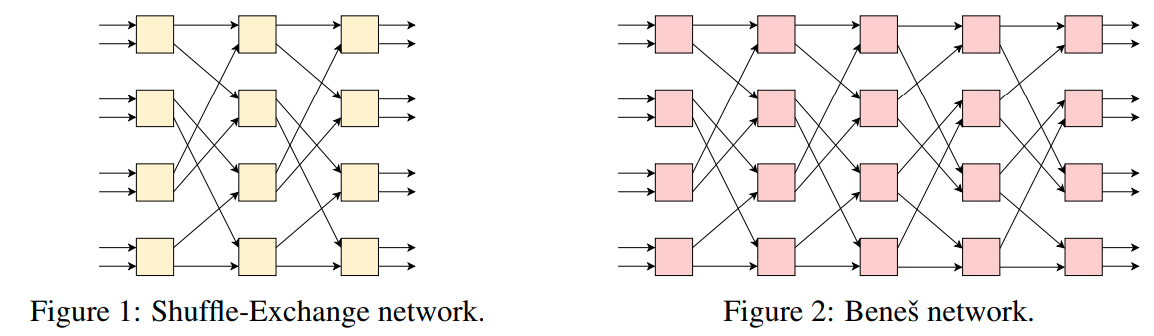 Figure 1: Shuffle-Exchange network.
Figure 2: Beneš network.